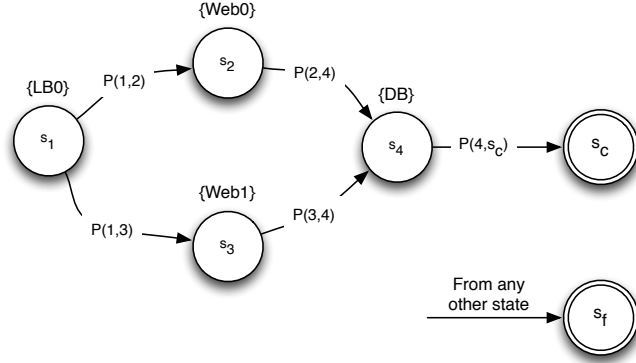 {Web0}
s2
{LB0}
P(1,2)
P(2,4)
{DB}
s1
s4
P(4,sc)
sc
{Web1}
P(1,3)
P(3,4)
s3
From any
other state
sf